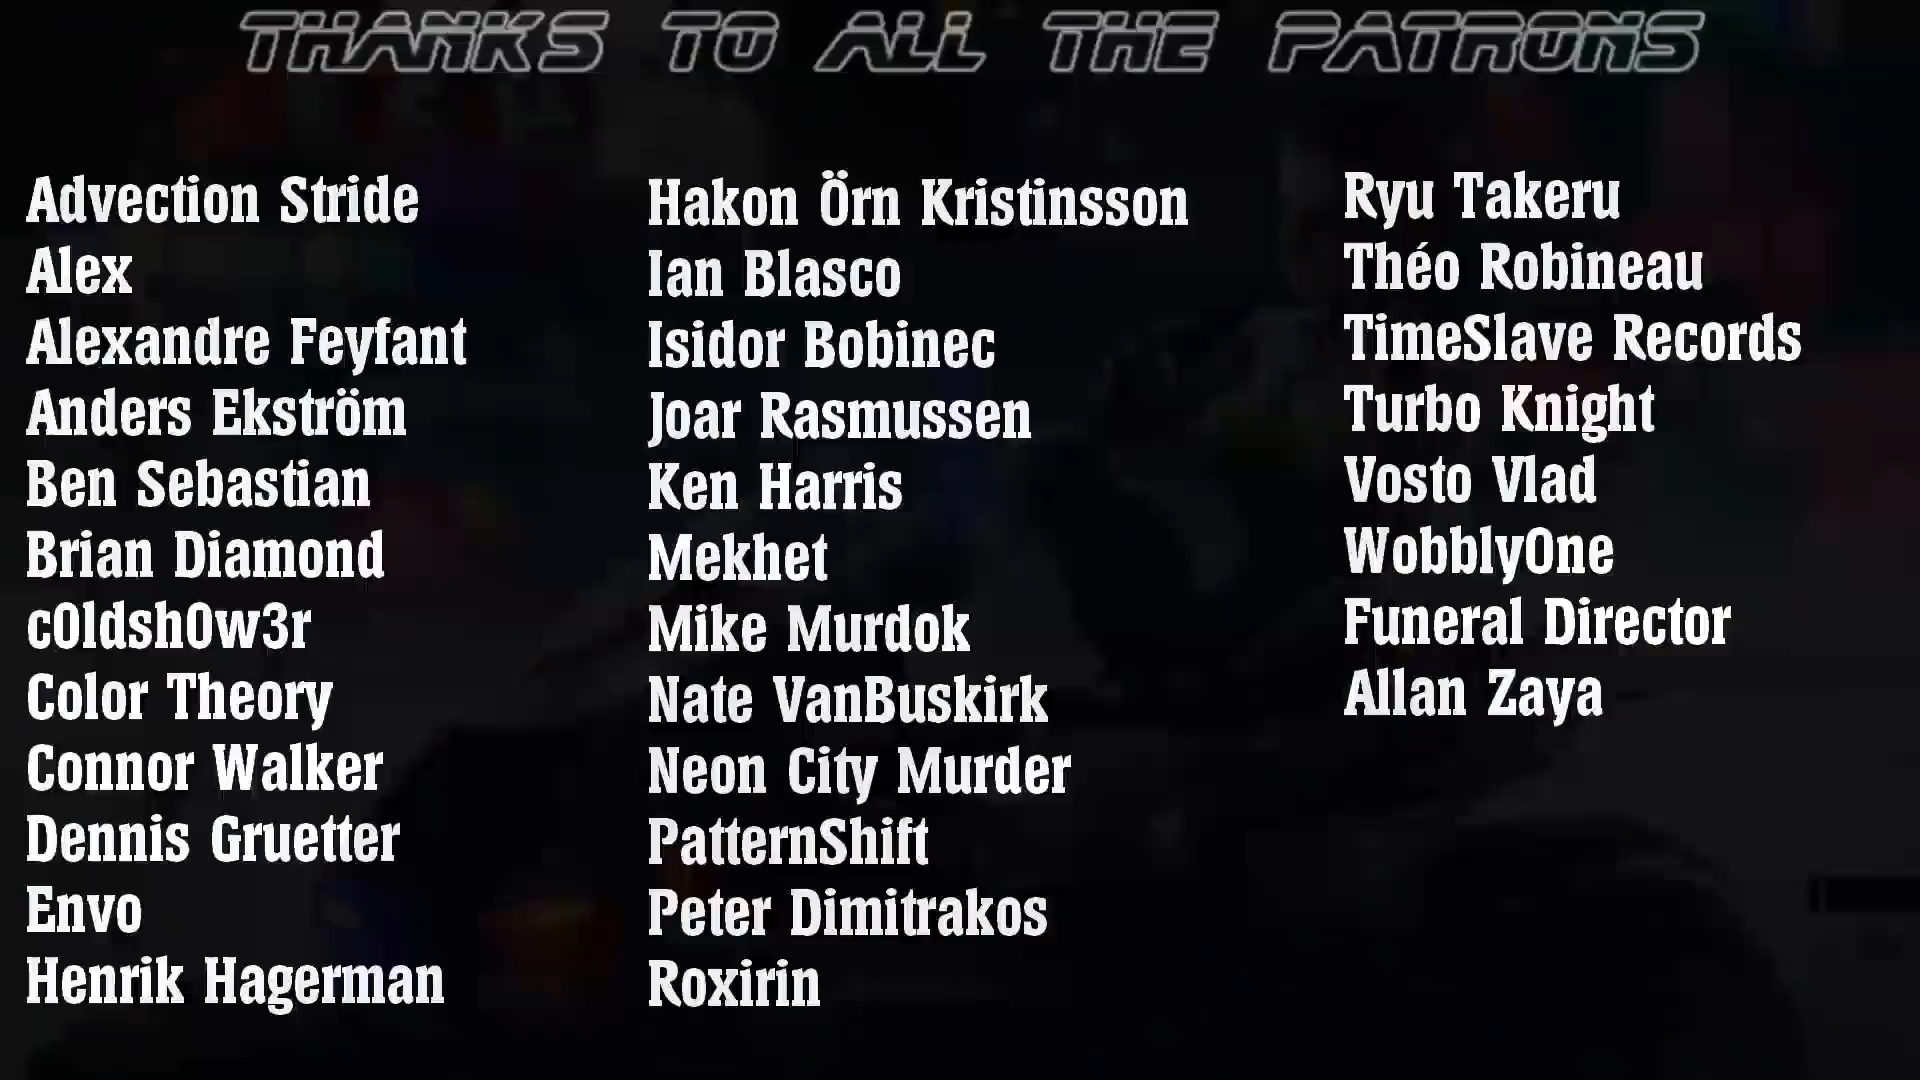 THANKS TO ALL THE PATRONS
Advection Stride
Alex
Alexandre Feyfant
Anders Ekström
Ben Sebastian
Brian Diamond
c0ldsh0w3r
Color Theory
Connor Walker
Dennis Gruetter
Envo
Henrik Hagerman
Hakon Örn Kristinsson
Ian Blasco
Isidor Bobinec
Joar Rasmussen
Ken Harris
Mekhet
Mike Murdok
Nate VanBuskirk
Neon City Murder
PatternShift
Peter Dimitrakos
Roxirin
Ryu Takeru
Théo Robineau
TimeSlave Records
Turbo Knight
Vosto Vlad
WobblyOne
Funeral Director
Allan Zaya